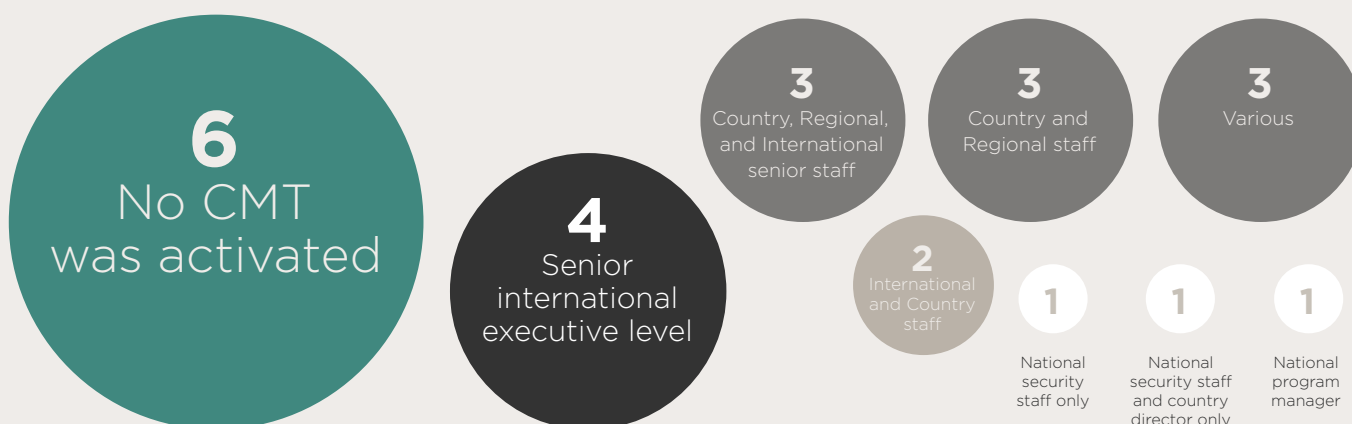 6
No CMT
was activated
4
Senior
international
executive level
3
Country, Regional,
and International
senior staff
3
Country and
Regional staff
3
Various
2
International
and Country
staff
1
National
security
staff only
1
National
security staff
and country
director only
1
National
program
manager